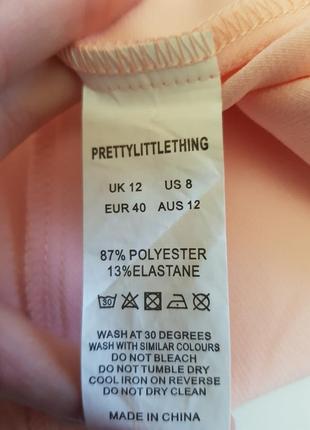 PRETTYLITTLETHING
UK 12 US 8
EUR 40 AUS 12
87% POLYESTER
13%ELASTANE
30
WASH AT 30 DEGREES
WASH WITH SIMILAR COLOURS
DO NOT BLEACH
DO NOT TUMBLE DRY
COOL IRON ON REVERSE
DO NOT DRY CLEAN
MADE IN CHINA